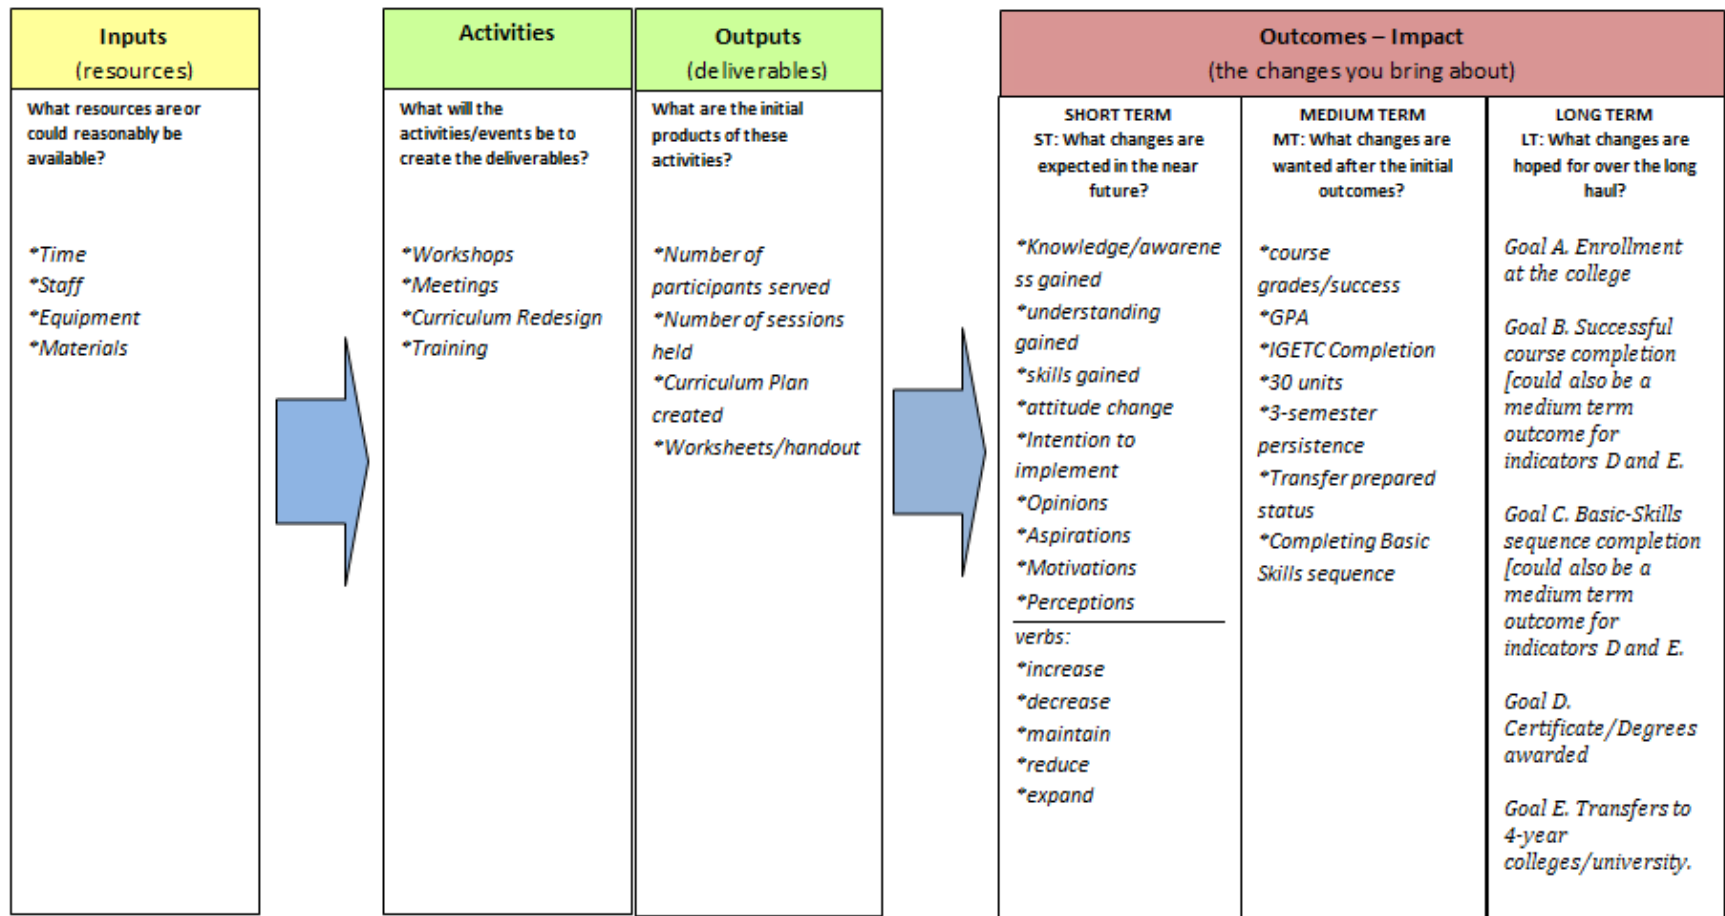 Inputs
(resources)
What resources are or
could reasonably be
available?
*Time
*Staff
*Equipment
*Materials
Activities
What will the
activities/events be to
create the deliverables?
*Workshops
*Meetings
*Curriculum Redesign
*Training
Outputs
(deliverables)
What are the initial
products of these
activities?
*Number of
participants served
*Number of sessions
held
*Curriculum Plan
created
*Worksheets/handout
Outcomes – Impact
(the changes you bring about)
SHORT TERM
ST: What changes are
expected in the near
future?
*Knowledge/awarene
ss gained
*understanding
gained
*skills gained
*attitude change
*Intention to
implement
*Opinions
*Aspirations
*Motivations
*Perceptions
verbs:
*increase
*decrease
*maintain
*reduce
*expand
MEDIUM TERM
MT: What changes are
wanted after the initial
outcomes?
*course
grades/success
*GPA
*IGETC Completion
*30 units
*3-semester
persistence
*Transfer prepared
status
*Completing Basic
Skills sequence
LONG TERM
LT: What changes are
hoped for over the long
haul?
Goal A. Enrollment
at the college
Goal B. Successful
course completion
[could also be a
medium term
outcome for
indicators D and E.
Goal C. Basic-Skills
sequence completion
[could also be a
medium term
outcome for
indicators D and E.
Goal D.
Certificate/Degrees
awarded
Goal E. Transfers to
4-year
colleges/university.